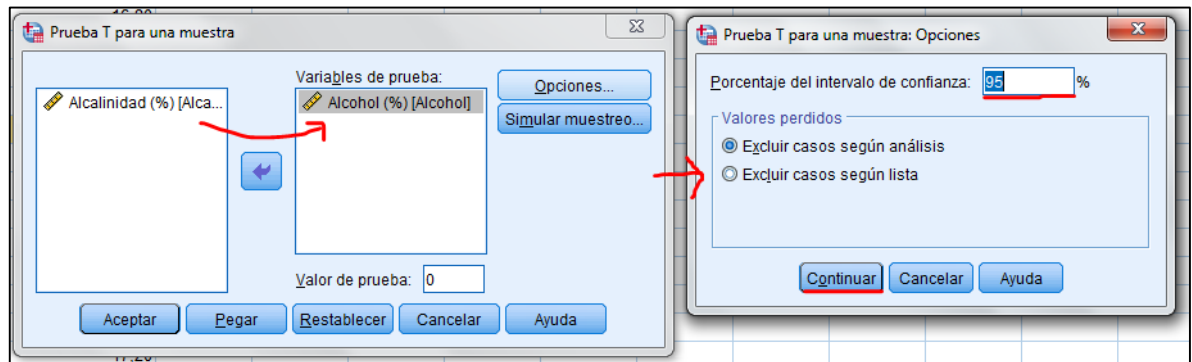 Prueba T para una muestra
Variables de prueba:
Alcalinidad (%) [Alca...
Alcohol (%) [Alcohol]
Opciones...
Simular muestreo...
Valor de prueba: 0
Aceptar Pegar Restablecer Cancelar Ayuda
Prueba T para una muestra: Opciones
Porcentaje del intervalo de confianza: 95 %
Valores perdidos
Excluir casos según análisis
Excluir casos según lista
Continuar Cancelar Ayuda